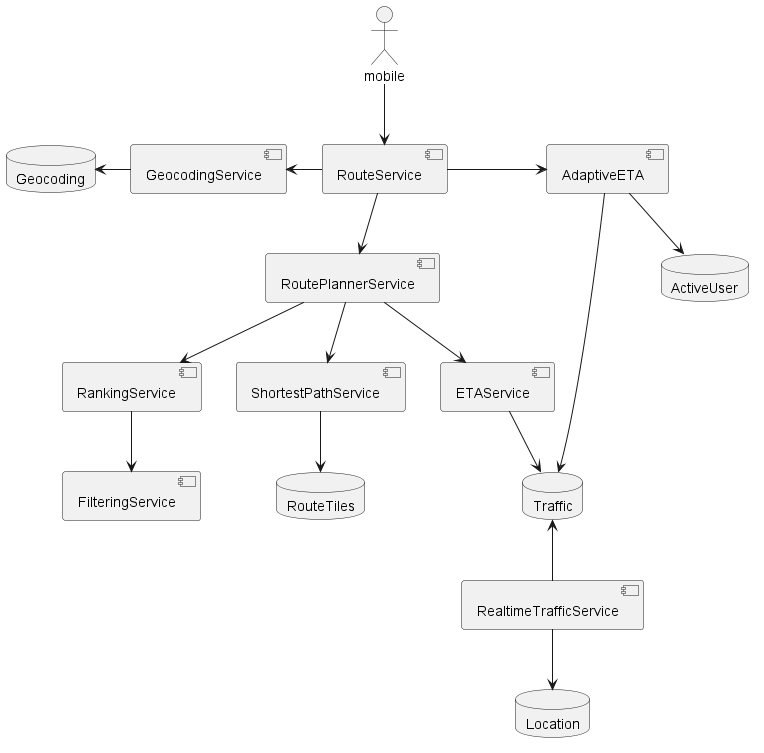 mobile
Geocoding
GeocodingService
RouteService
AdaptiveETA
RoutePlannerService
ActiveUser
RankingService
ShortestPathService
ETAService
FilteringService
RouteTiles
Traffic
RealtimeTrafficService
Location